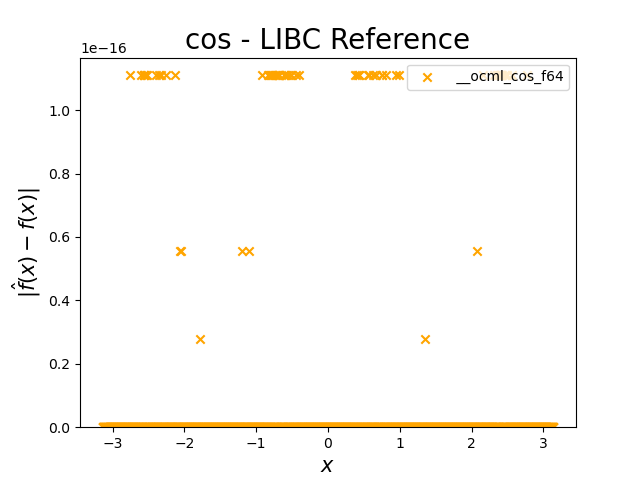 cos - LIBC Reference
1e−16
__ocml_cos_f64
1.0
0.8
0.6
0.4
0.2
0.0
|f̂(x) − f(x)|
−3
−2
−1
0
1
2
3
x